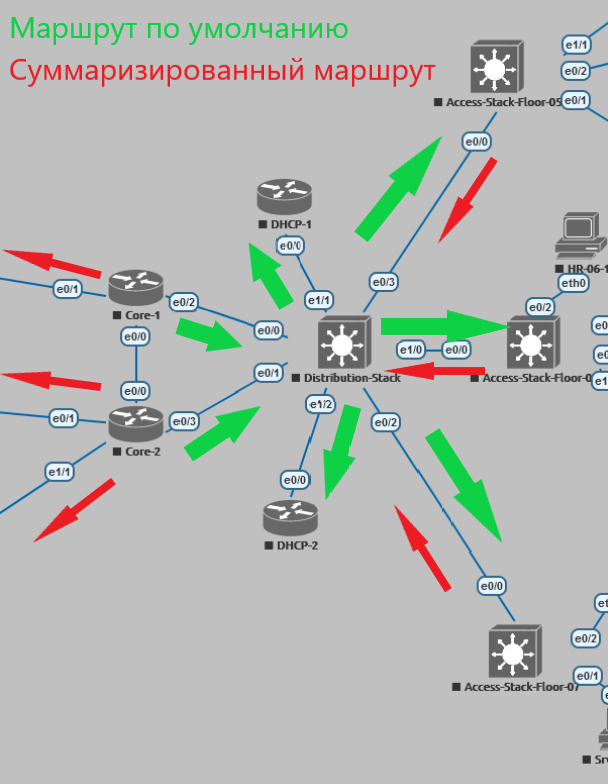 Маршрут по умолчанию
Суммаризированный маршрут
e1/1
e0/2
Access-Stack-Floor-05
e0/1
e0/0
DHCP-1
e0/0
HR-06-1
eth0
e0/1
e0/2
e0/3
e1/1
e0/2
Core-1
e0/0
e0/0
e1/0
e0/0
e0
e0/1
Distribution-Stack
Access-Stack-Floor-0
e1
e0/0
e1/2
e0/1
e0/3
e0/2
Core-2
e1/1
e0/0
DHCP-2
e0/0
et
e0/2
e0/1
Access-Stack-Floor-07
Sr